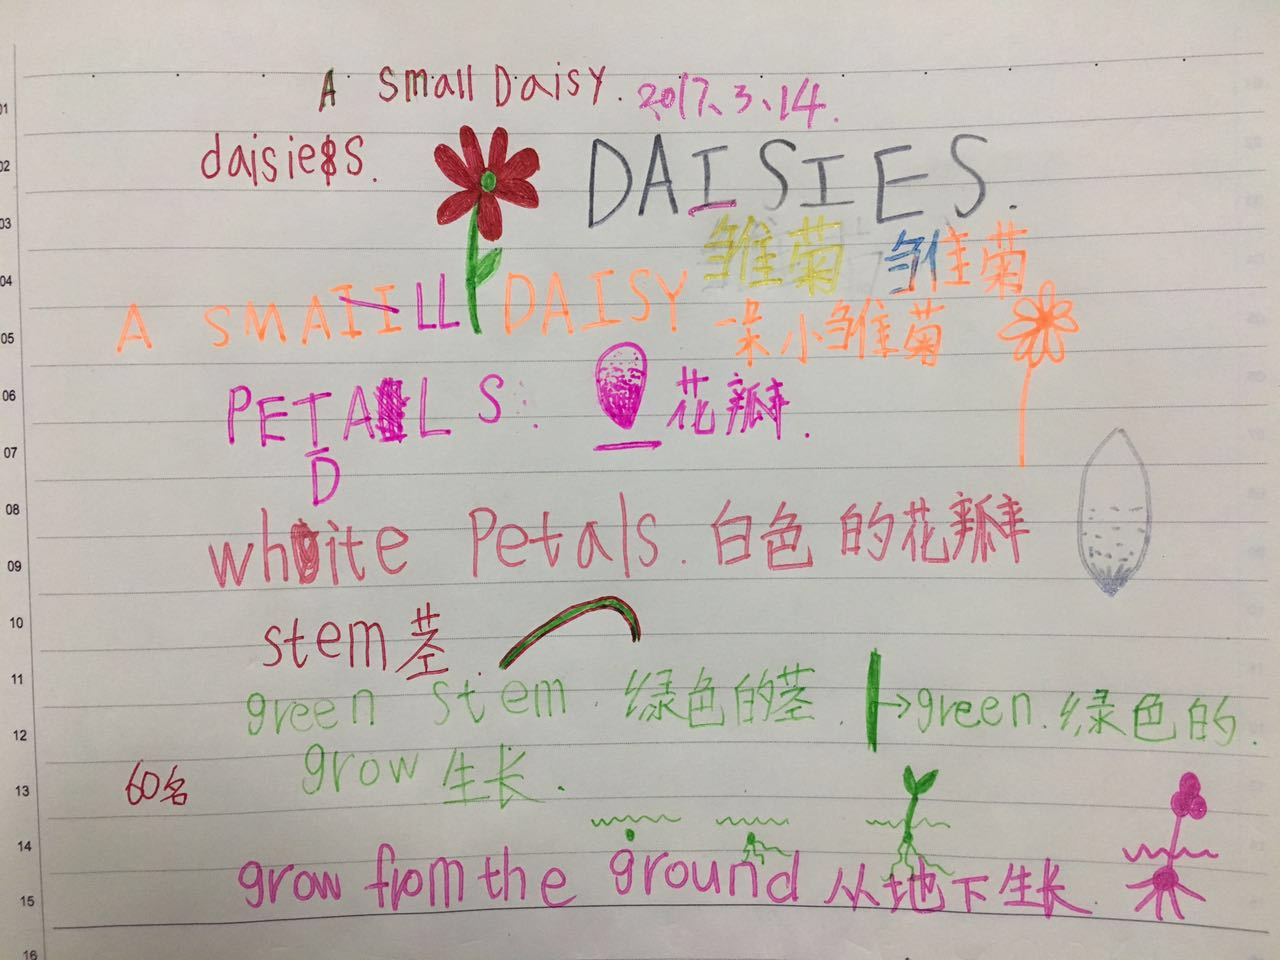 A small Daisy. 2017.3.14.
daisies. DAISIES.
雏菊 雏菊
A SMALL DAISY 一朵小雏菊
PETALS: 花瓣.
D
white Petals. 白色的花瓣
stem 茎.
green stem. 绿色的茎. →green. 绿色的.
grow 生长.
60名
grow from the ground 从地下生长.
01
02
03
04
05
06
07
08
09
10
11
12
13
14
15
16